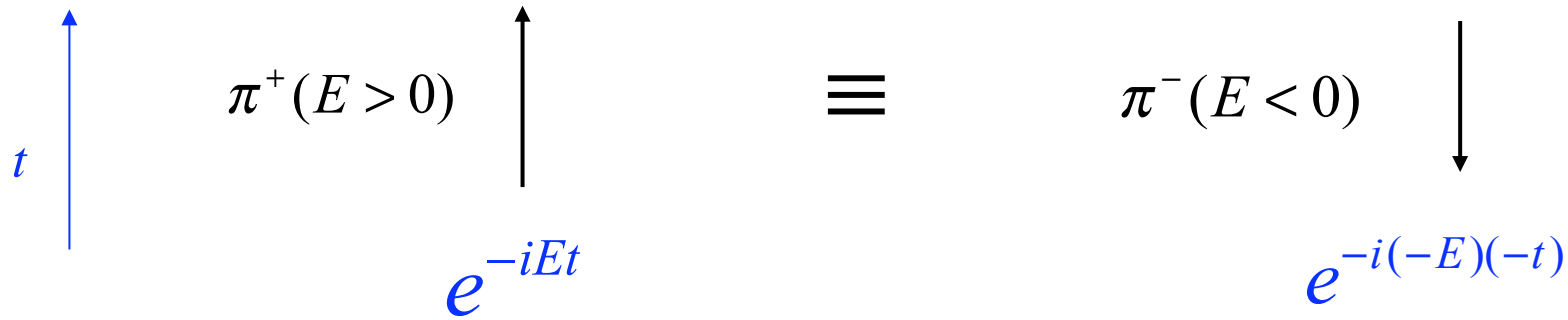 π⁺(E > 0) ≡ π⁻(E < 0)
t
e^{-iEt} e^{-i(-E)(-t)}